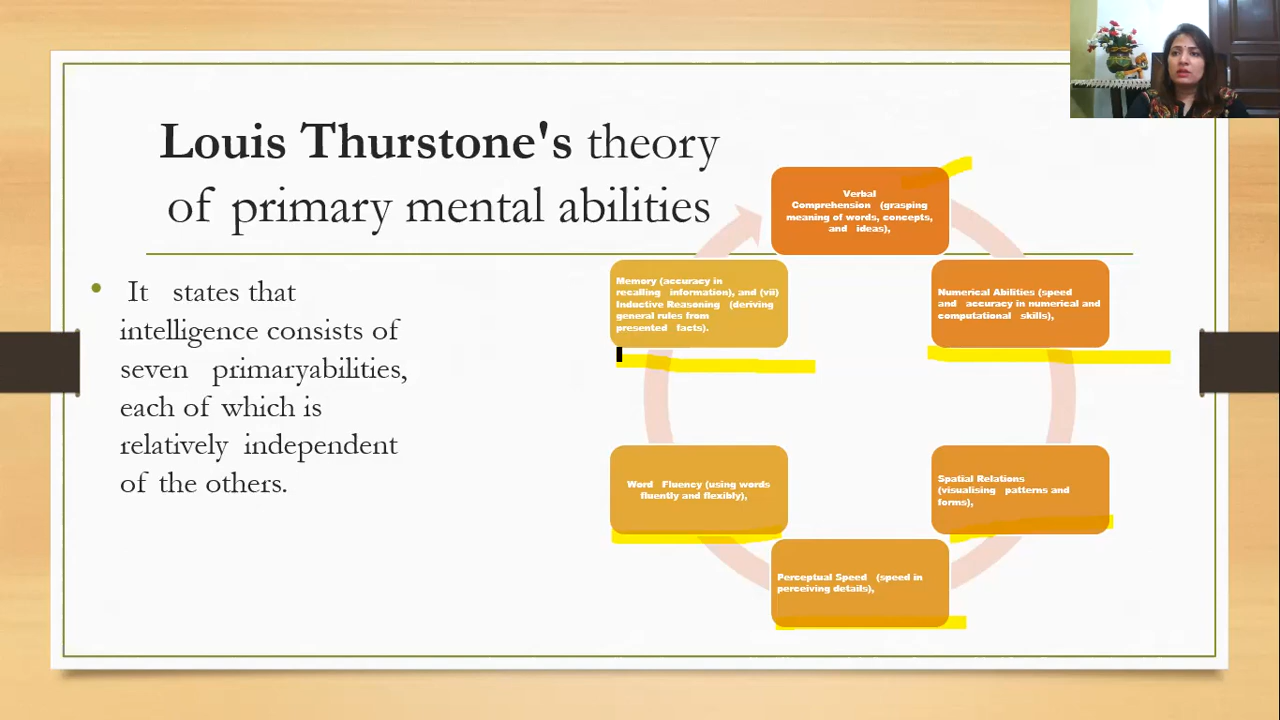 Louis Thurstone's theory
of primary mental abilities
It states that
intelligence consists of
seven primaryabilities,
each of which is
relatively independent
of the others.
Verbal
Comprehension (grasping
meaning of words, concepts,
and ideas),
Numerical Abilities (speed
and accuracy in numerical and
computational skills),
Spatial Relations
(visualising patterns and
forms),
Perceptual Speed (speed in
perceiving details),
Word Fluency (using words
fluently and flexibly),
Memory (accuracy in
recalling information), and (vii)
Inductive Reasoning (deriving
general rules from
presented facts).